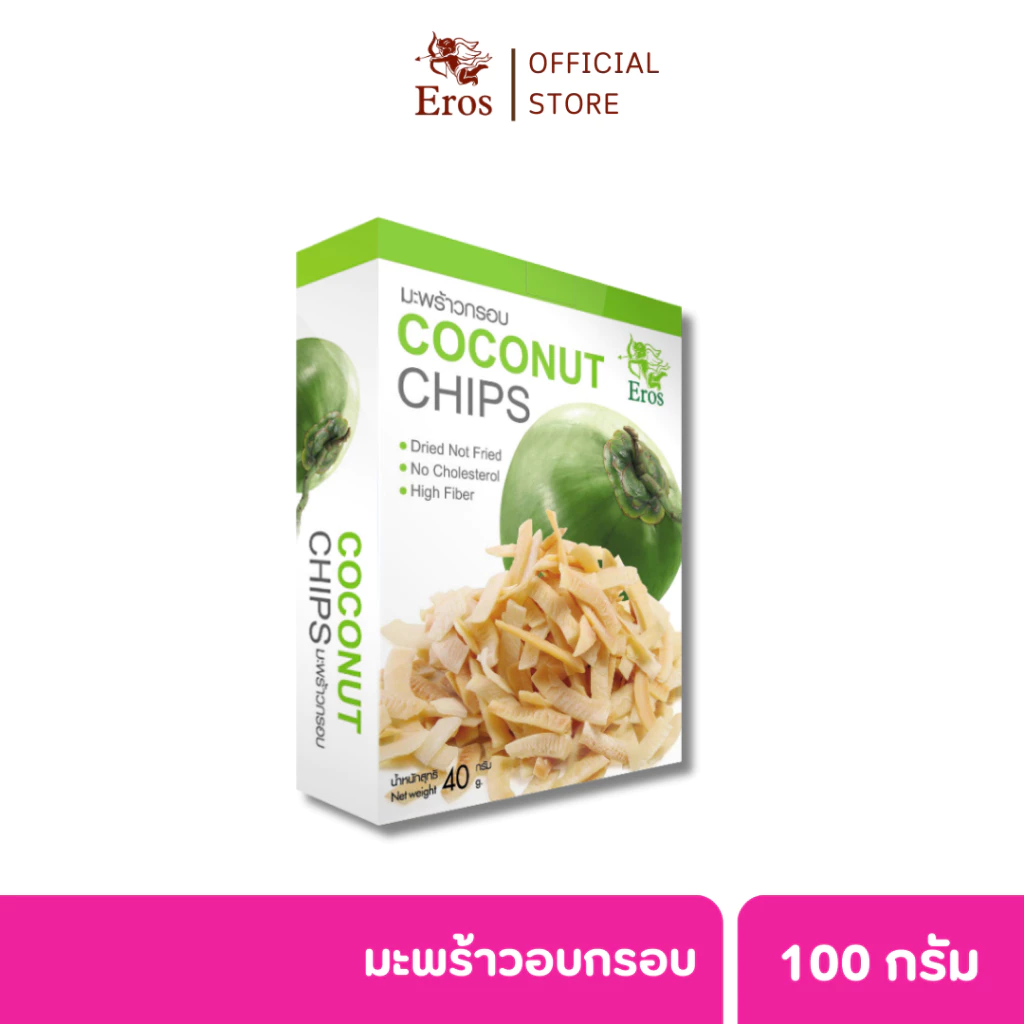 Eros
OFFICIAL
STORE
มะพร้าวกรอบ
COCONUT
CHIPS
Eros
• Dried Not Fried
• No Cholesterol
• High Fiber
COCONUT
CHIPS มะพร้าวกรอบ
น้ำหนักสุทธิ 40 กรัม
Net weight g.
มะพร้าวอบกรอบ
100 กรัม